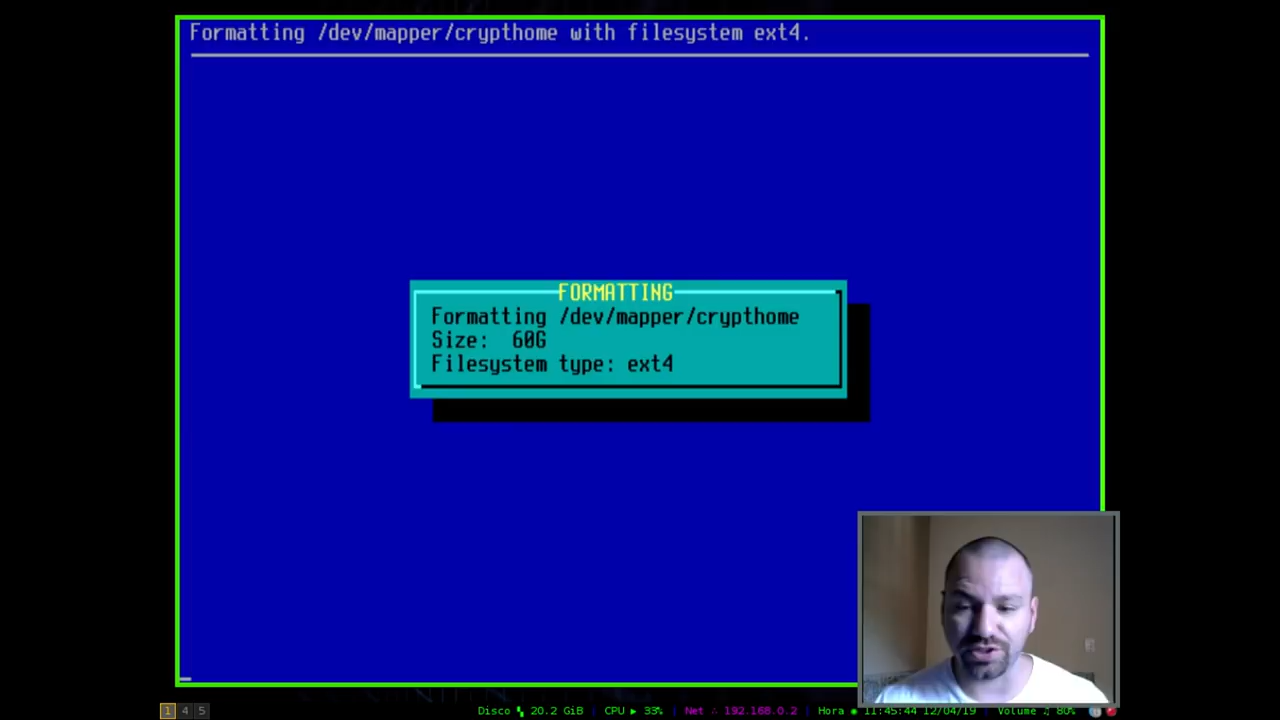 Formatting /dev/mapper/crypthome with filesystem ext4.
FORMATTING
Formatting /dev/mapper/crypthome
Size:  60G
Filesystem type: ext4
1 4 5 Disco 20.2 GiB | CPU ▶ 33% | Net ∴ 192.168.0.2 | Hora ◉ 11:45:44 12/04/19 | Volume ♫ 80%